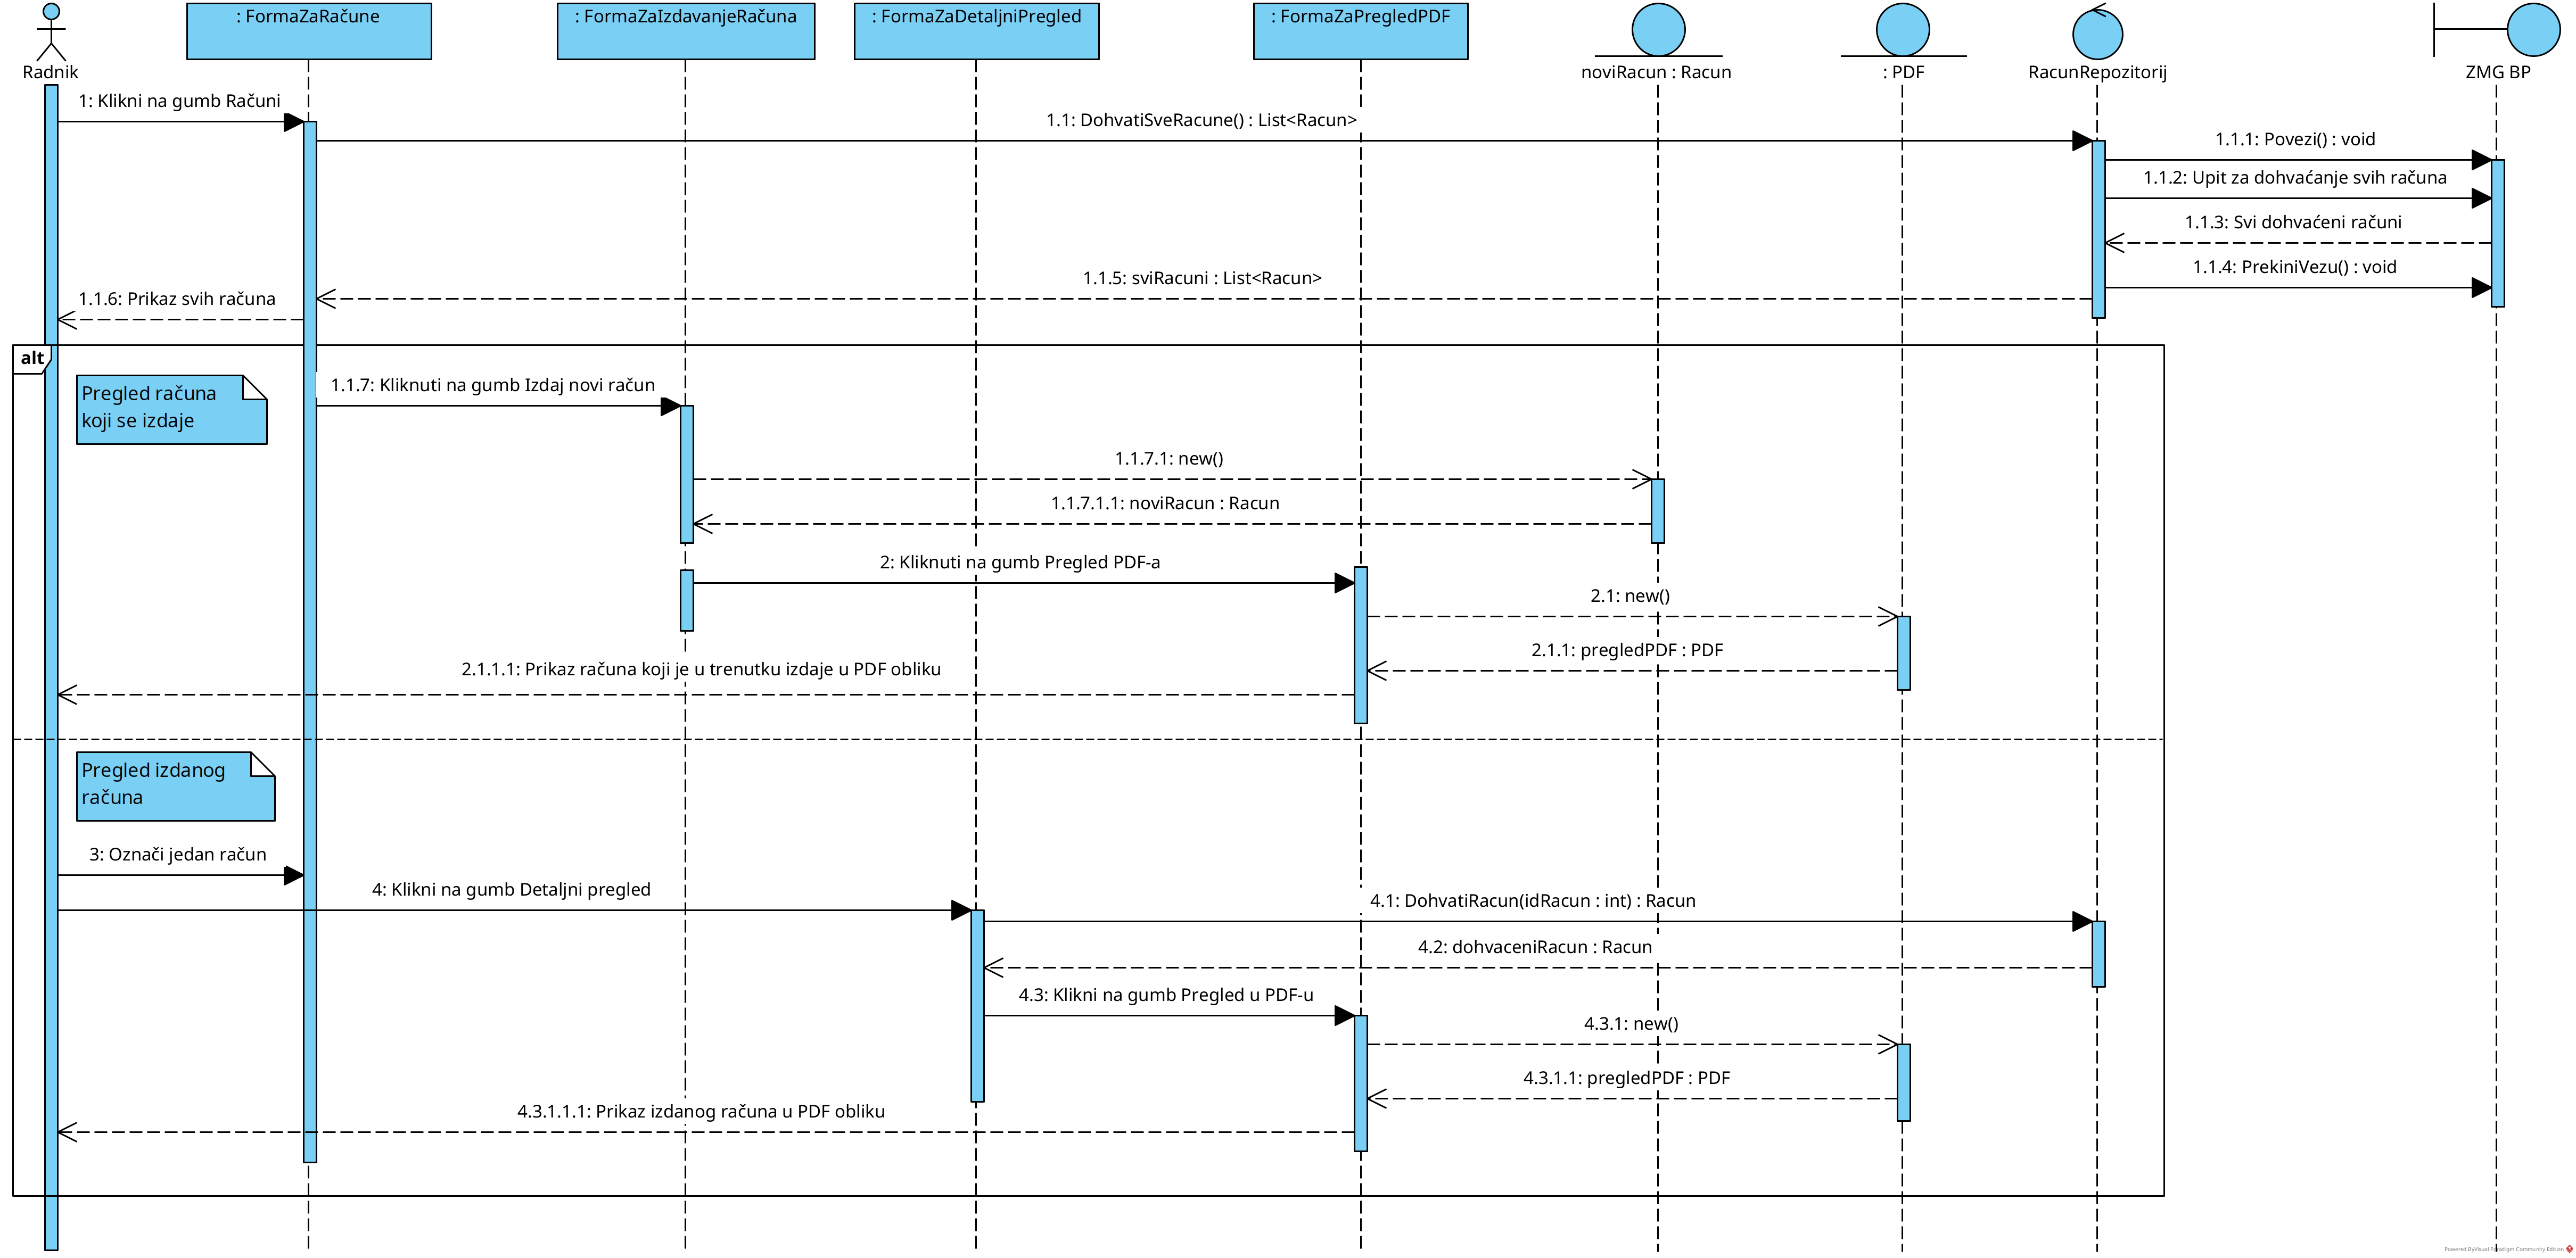 : FormaZaRačune
: FormaZaIzdavanjeRačuna
: FormaZaDetaljniPregled
: FormaZaPregledPDF
Radnik
noviRacun : Racun
: PDF
RacunRepozitorij
ZMG BP
1: Klikni na gumb Računi
1.1: DohvatiSveRacune() : List<Racun>
1.1.1: Povezi() : void
1.1.2: Upit za dohvaćanje svih računa
1.1.3: Svi dohvaćeni računi
1.1.4: PrekiniVezu() : void
1.1.5: sviRacuni : List<Racun>
1.1.6: Prikaz svih računa
alt
Pregled računa
koji se izdaje
1.1.7: Kliknuti na gumb Izdaj novi račun
1.1.7.1: new()
1.1.7.1.1: noviRacun : Racun
2: Kliknuti na gumb Pregled PDF-a
2.1: new()
2.1.1: pregledPDF : PDF
2.1.1.1: Prikaz računa koji je u trenutku izdaje u PDF obliku
Pregled izdanog
računa
3: Označi jedan račun
4: Klikni na gumb Detaljni pregled
4.1: DohvatiRacun(idRacun : int) : Racun
4.2: dohvaceniRacun : Racun
4.3: Klikni na gumb Pregled u PDF-u
4.3.1: new()
4.3.1.1: pregledPDF : PDF
4.3.1.1.1: Prikaz izdanog računa u PDF obliku
Powered ByVisual Paradigm Community Edition